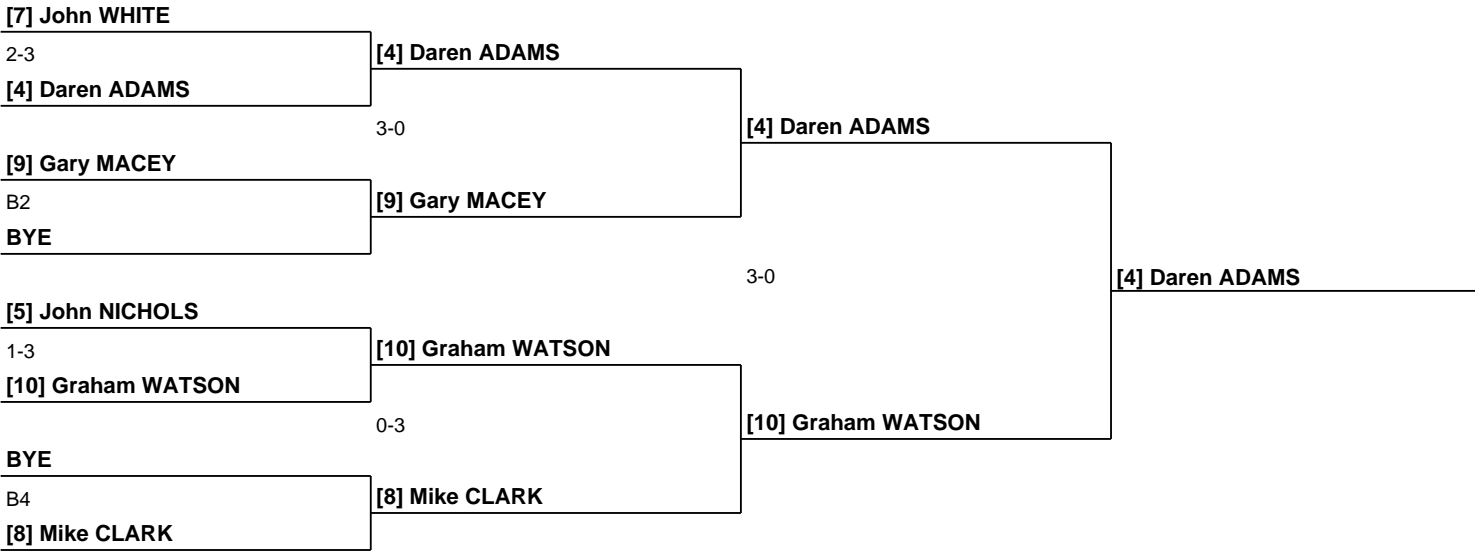 [7] John WHITE
2-3
[4] Daren ADAMS
[4] Daren ADAMS
3-0
[4] Daren ADAMS
[9] Gary MACEY
B2
[9] Gary MACEY
BYE
3-0
[4] Daren ADAMS
[5] John NICHOLS
1-3
[10] Graham WATSON
[10] Graham WATSON
0-3
[10] Graham WATSON
BYE
B4
[8] Mike CLARK
[8] Mike CLARK